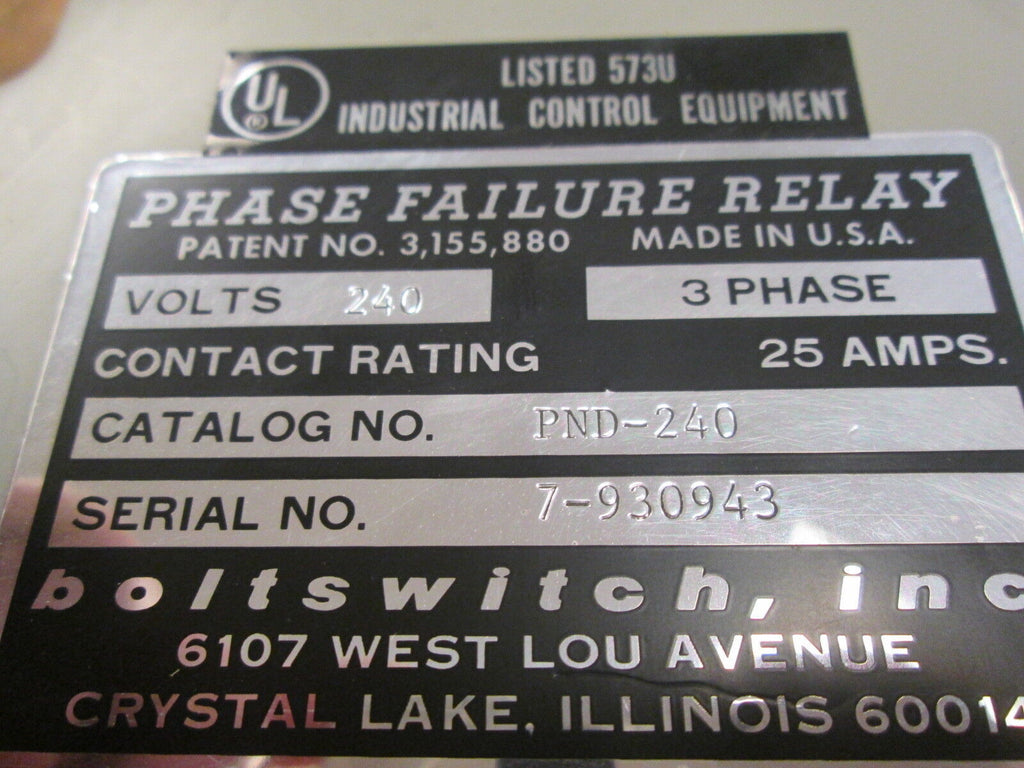 UL® LISTED 573U
INDUSTRIAL CONTROL EQUIPMENT
PHASE FAILURE RELAY
PATENT NO. 3,155,880 MADE IN U.S.A.
VOLTS 240 3 PHASE
CONTACT RATING 25 AMPS.
CATALOG NO. PND-240
SERIAL NO. 7-930943
boltswitch, inc
6107 WEST LOU AVENUE
CRYSTAL LAKE, ILLINOIS 60014